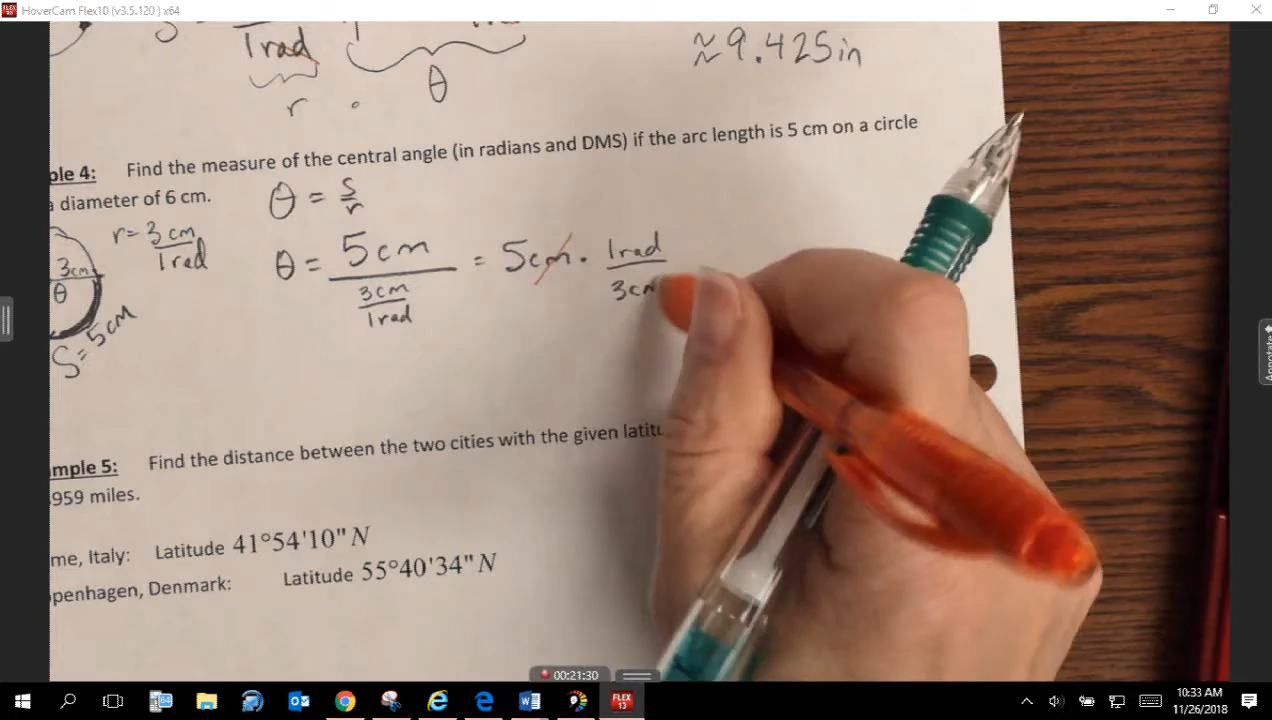 HoverCam Flex10 (v3.5.120 ) x64
1rad
r . θ
≈9.425in
ple 4: Find the measure of the central angle (in radians and DMS) if the arc length is 5 cm on a circle
a diameter of 6 cm.
θ = s/r
r = 3cm/1rad
3cm
θ
S=5cm
θ = 5cm / (3cm/1rad) = 5cm · 1rad/3cm
mple 5: Find the distance between the two cities with the given
959 miles.
me, Italy: Latitude 41°54'10" N
penhagen, Denmark: Latitude 55°40'34" N
Annotate
00:21:30
FLEX
10:33 AM
11/26/2018